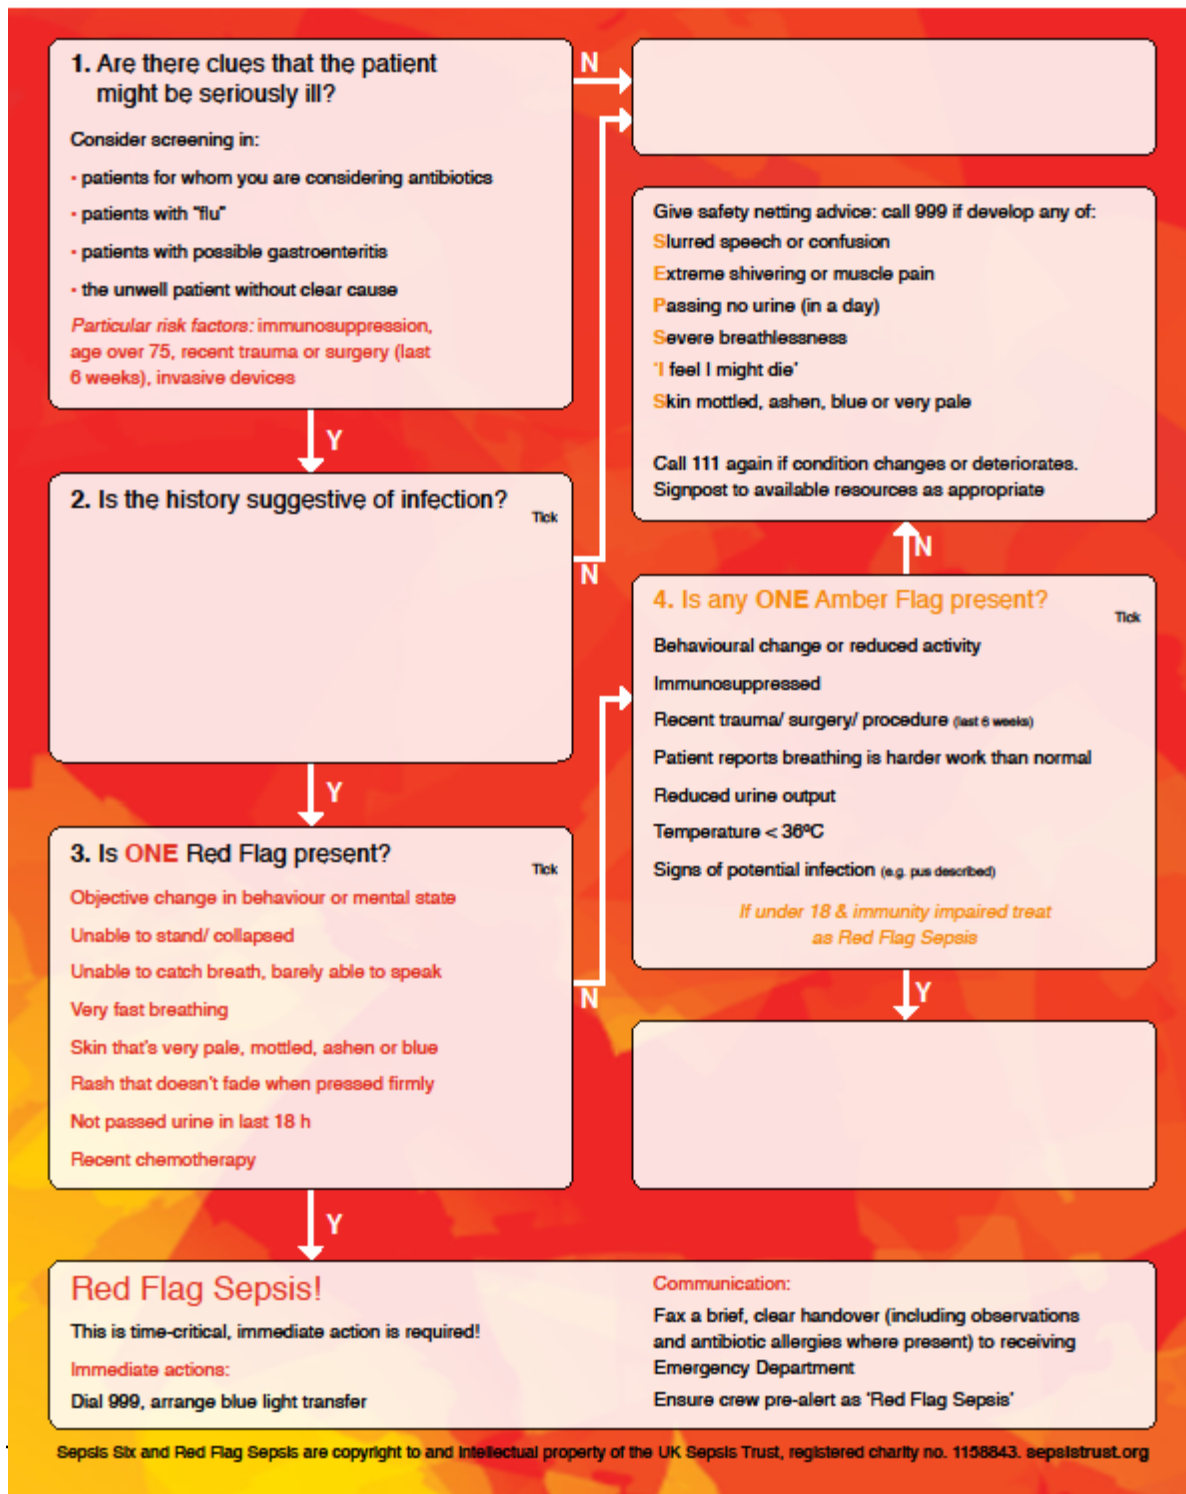 1. Are there clues that the patient
might be seriously ill?
Consider screening in:
• patients for whom you are considering antibiotics
• patients with “flu”
• patients with possible gastroenteritis
• the unwell patient without clear cause
Particular risk factors: immunosuppression,
age over 75, recent trauma or surgery (last
6 weeks), invasive devices
N
Y
2. Is the history suggestive of infection?
Tick
N
Y
3. Is ONE Red Flag present?
Tick
Objective change in behaviour or mental state
Unable to stand/ collapsed
Unable to catch breath, barely able to speak
Very fast breathing
Skin that's very pale, mottled, ashen or blue
Rash that doesn't fade when pressed firmly
Not passed urine in last 18 h
Recent chemotherapy
N
Y
Give safety netting advice: call 999 if develop any of:
Slurred speech or confusion
Extreme shivering or muscle pain
Passing no urine (in a day)
Severe breathlessness
'I feel I might die'
Skin mottled, ashen, blue or very pale
Call 111 again if condition changes or deteriorates.
Signpost to available resources as appropriate
N
4. Is any ONE Amber Flag present?
Tick
Behavioural change or reduced activity
Immunosuppressed
Recent trauma/ surgery/ procedure (last 6 weeks)
Patient reports breathing is harder work than normal
Reduced urine output
Temperature < 36ºC
Signs of potential infection (e.g. pus described)
If under 18 & immunity impaired treat
as Red Flag Sepsis
Y
Red Flag Sepsis!
This is time-critical, immediate action is required!
Immediate actions:
Dial 999, arrange blue light transfer
Communication:
Fax a brief, clear handover (including observations
and antibiotic allergies where present) to receiving
Emergency Department
Ensure crew pre-alert as 'Red Flag Sepsis'
Sepsis Six and Red Flag Sepsis are copyright to and intellectual property of the UK Sepsis Trust, registered charity no. 1158843. sepsistrust.org